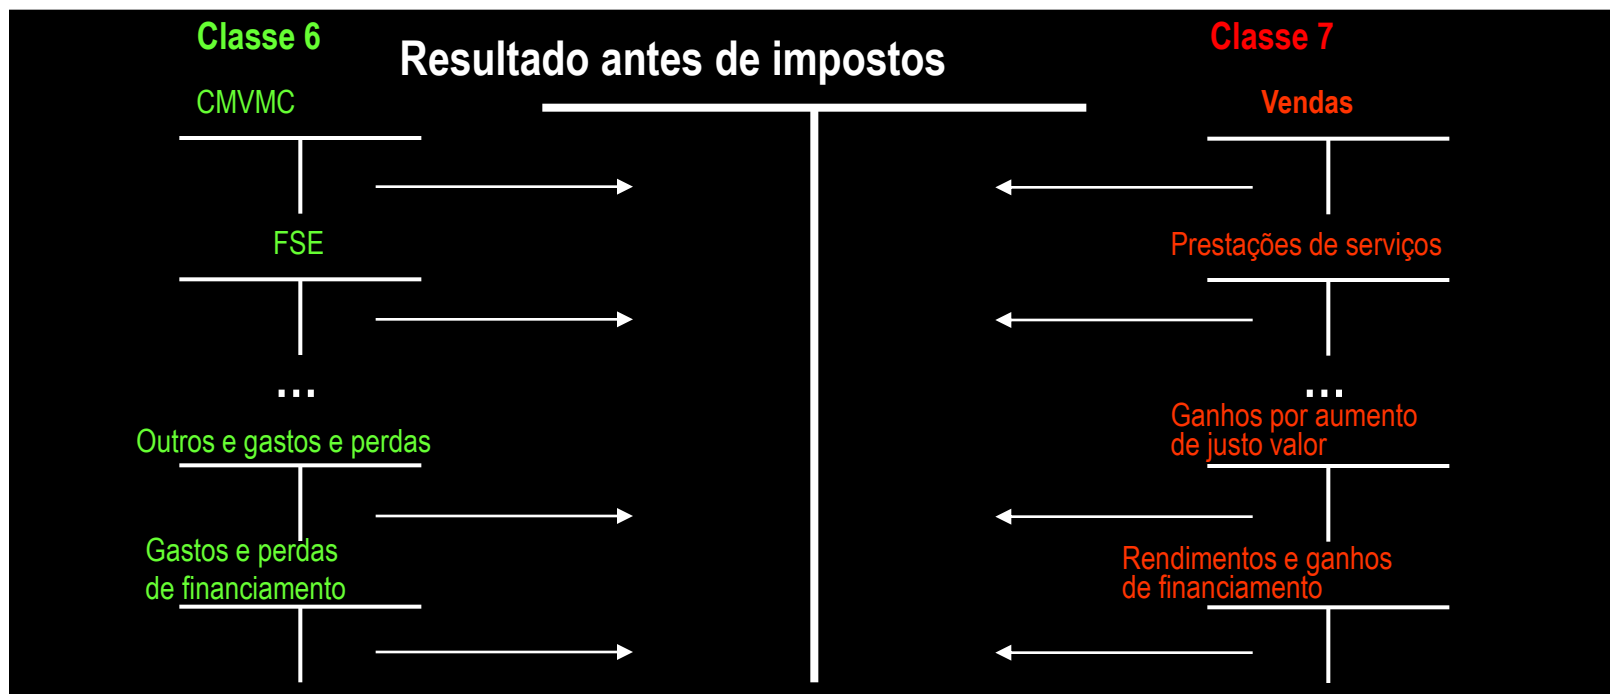 Classe 6
Resultado antes de impostos
Classe 7
CMVMC
Vendas
FSE
Prestações de serviços
...
...
Outros e gastos e perdas
Ganhos por aumento
de justo valor
Gastos e perdas
de financiamento
Rendimentos e ganhos
de financiamento